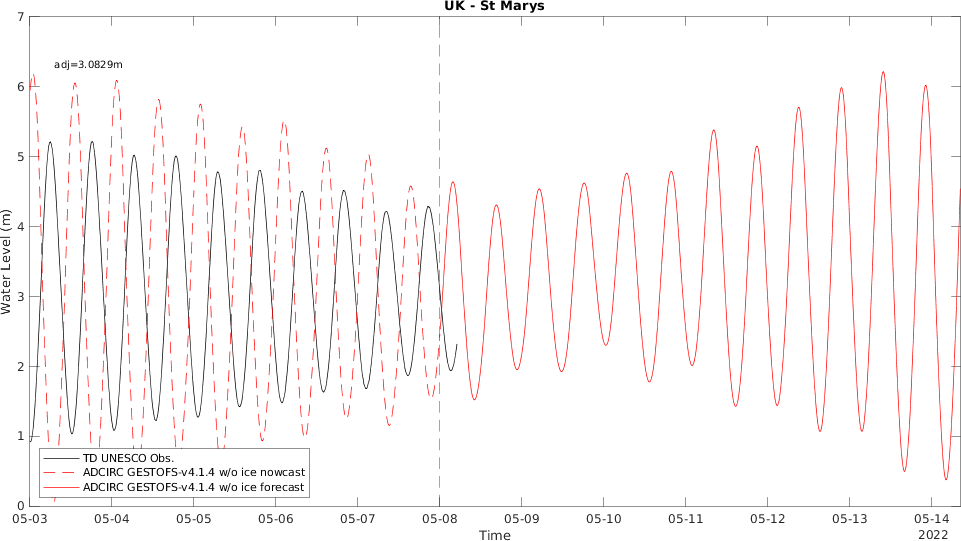 UK - St Marys
adj=3.0829m
Water Level (m)
7
6
5
4
3
2
1
0
TD UNESCO Obs.
ADCIRC GESTOFS-v4.1.4 w/o ice nowcast
ADCIRC GESTOFS-v4.1.4 w/o ice forecast
05-03 05-04 05-05 05-06 05-07 05-08 05-09 05-10 05-11 05-12 05-13 05-14
Time
2022